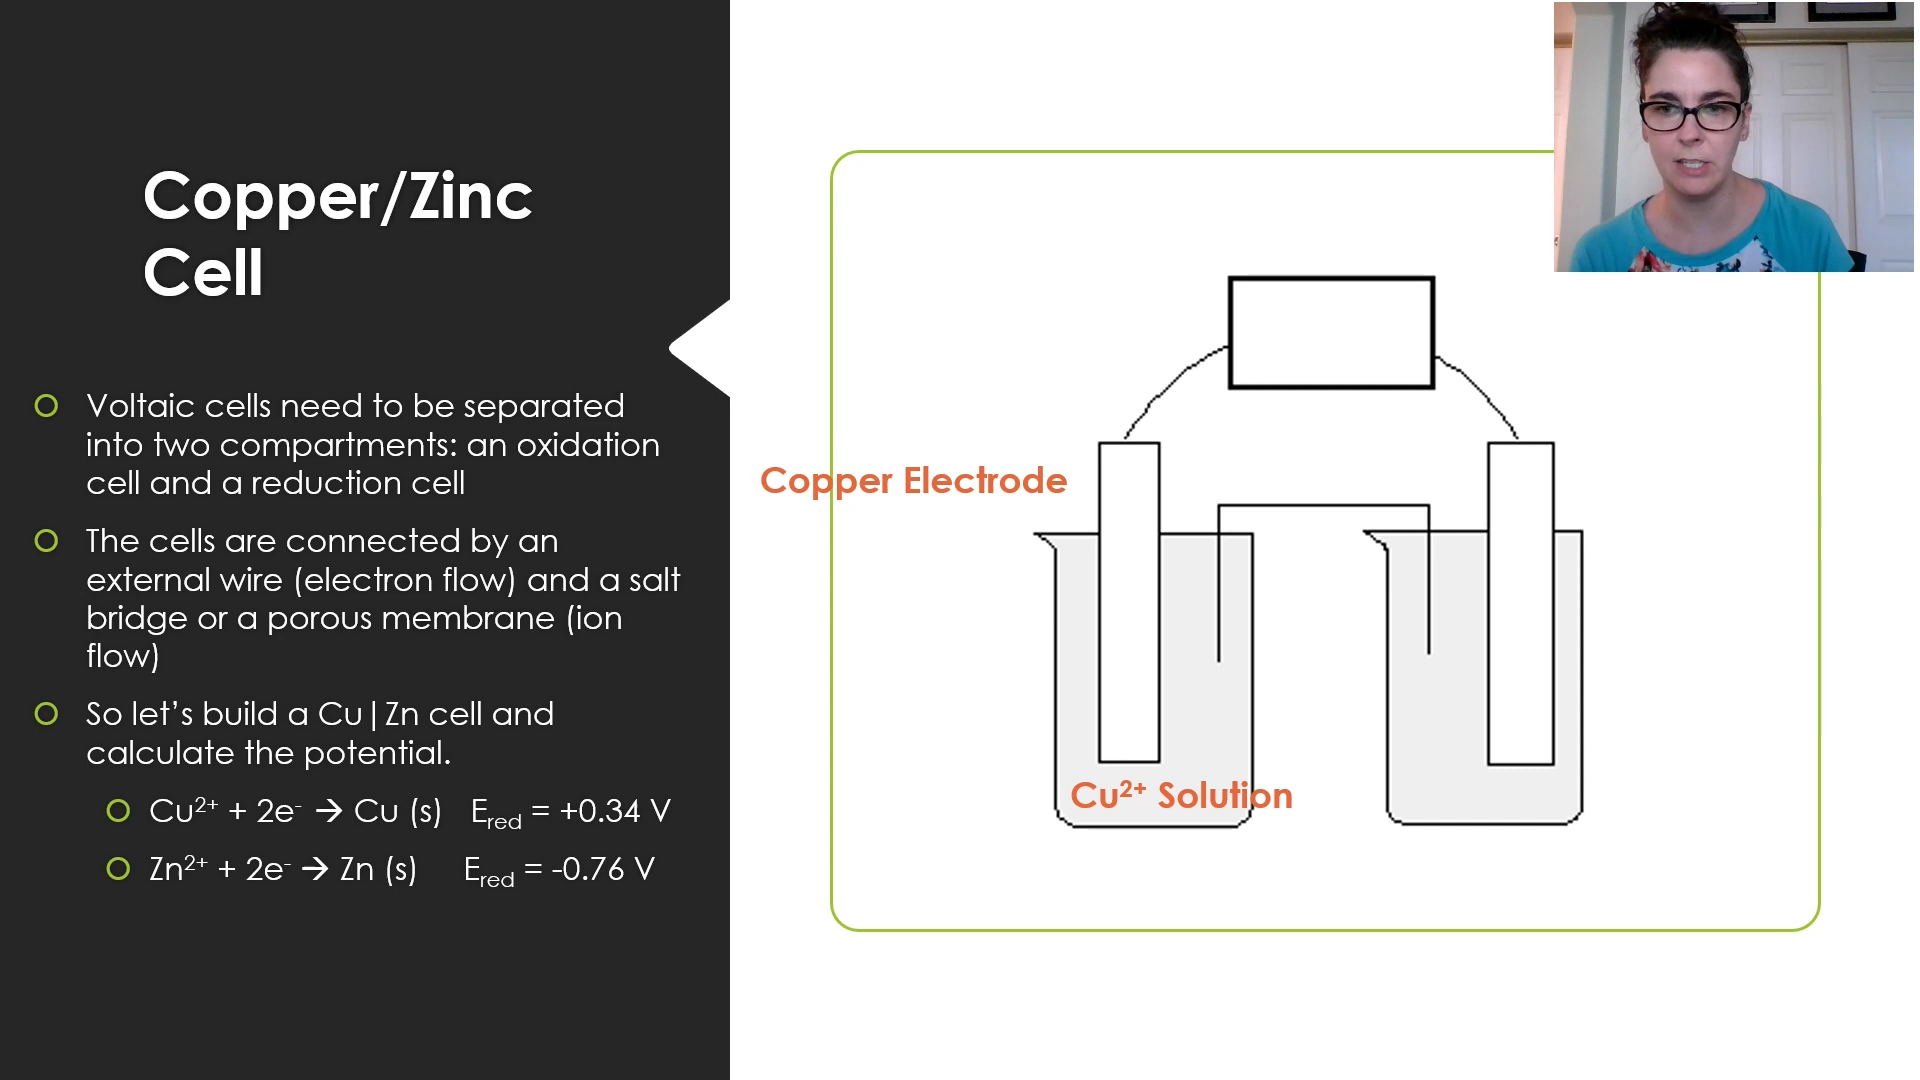 Copper/Zinc
Cell
Voltaic cells need to be separated
into two compartments: an oxidation
cell and a reduction cell
The cells are connected by an
external wire (electron flow) and a salt
bridge or a porous membrane (ion
flow)
So let’s build a Cu|Zn cell and
calculate the potential.
Cu²⁺ + 2e⁻ → Cu (s) E_red = +0.34 V
Zn²⁺ + 2e⁻ → Zn (s) E_red = -0.76 V
Copper Electrode
Cu²⁺ Solution